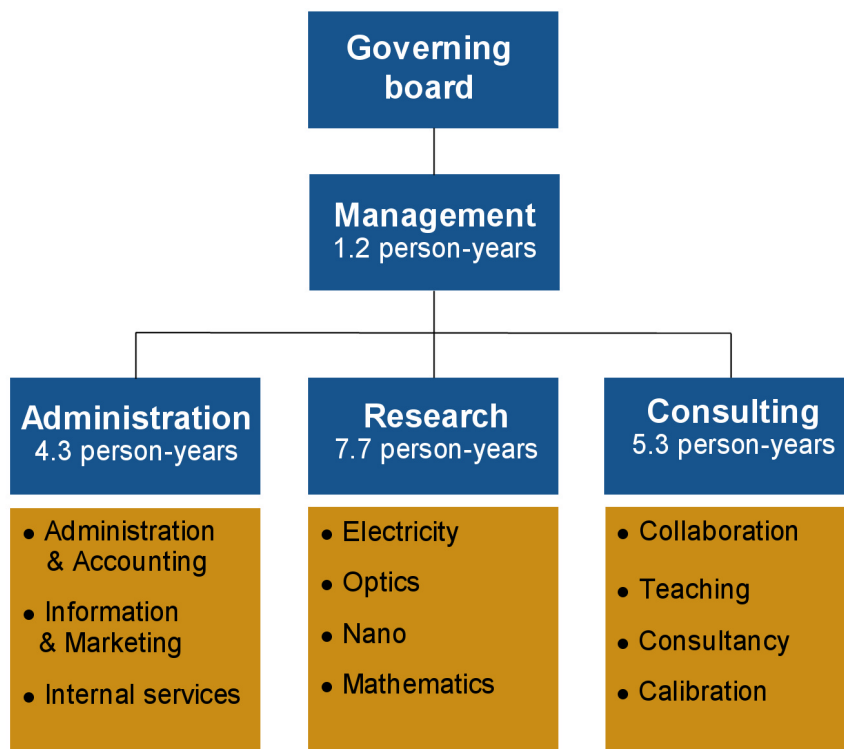 Governing
board
Management
1.2 person-years
Administration
4.3 person-years
Research
7.7 person-years
Consulting
5.3 person-years
● Administration
& Accounting
● Information
& Marketing
● Internal services
● Electricity
● Optics
● Nano
● Mathematics
● Collaboration
● Teaching
● Consultancy
● Calibration